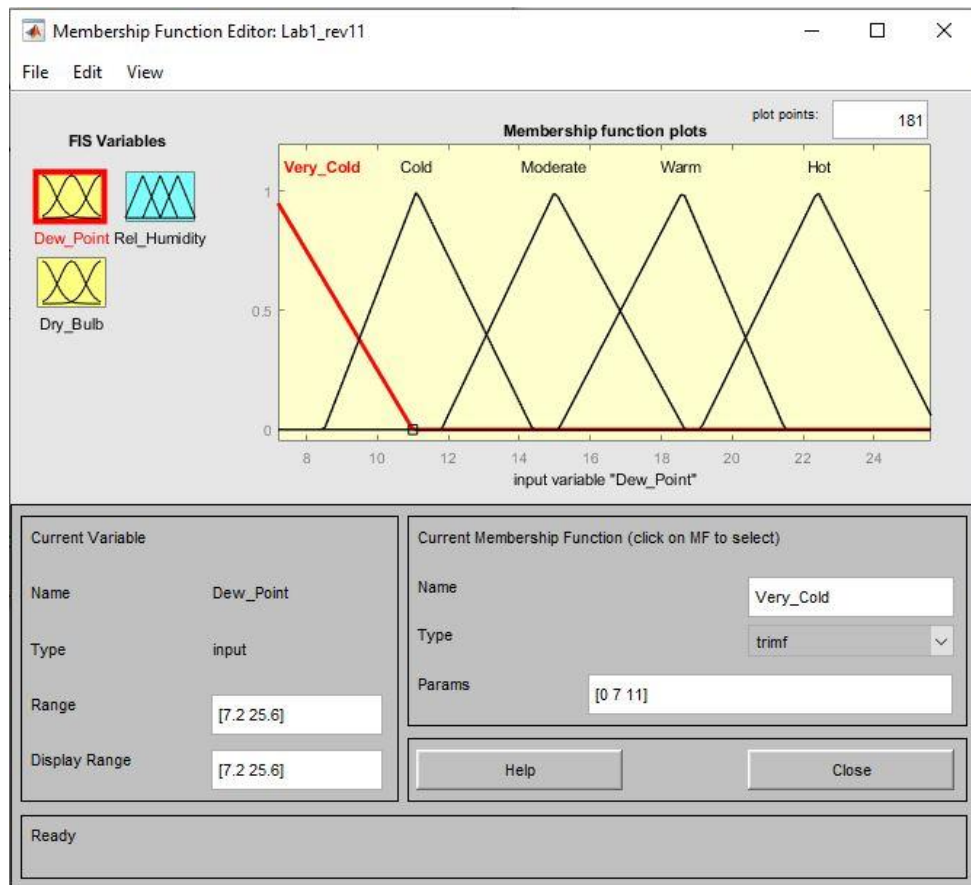 Membership Function Editor: Lab1_rev11
File Edit View
FIS Variables
Dew_Point Rel_Humidity
Dry_Bulb
plot points: 181
Membership function plots
Very_Cold Cold Moderate Warm Hot
1
0.5
0
8 10 12 14 16 18 20 22 24
input variable "Dew_Point"
Current Variable
Name Dew_Point
Type input
Range [7.2 25.6]
Display Range [7.2 25.6]
Current Membership Function (click on MF to select)
Name Very_Cold
Type trimf
Params [0 7 11]
Help Close
Ready